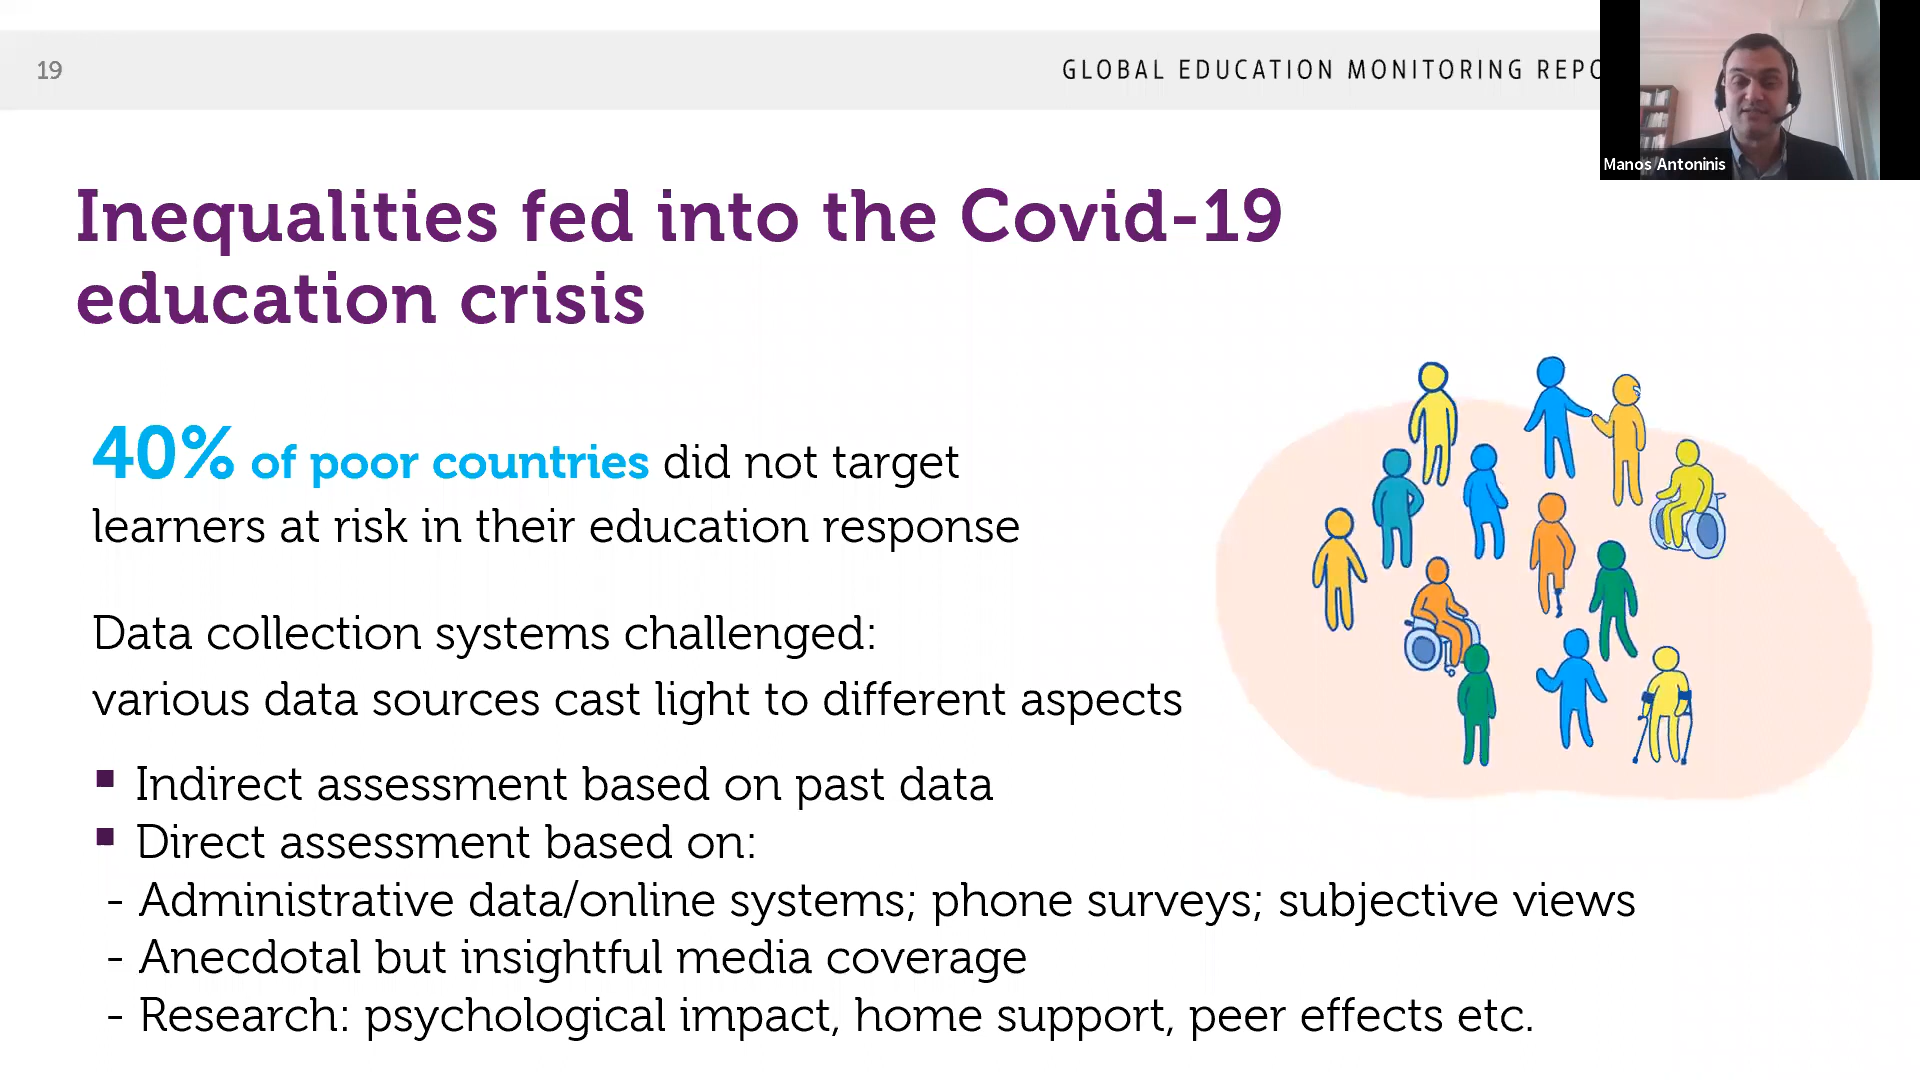 19
GLOBAL EDUCATION MONITORING REPO
Manos Antoninis
Inequalities fed into the Covid-19
education crisis
40% of poor countries did not target
learners at risk in their education response
Data collection systems challenged:
various data sources cast light to different aspects
▪ Indirect assessment based on past data
▪ Direct assessment based on:
- Administrative data/online systems; phone surveys; subjective views
- Anecdotal but insightful media coverage
- Research: psychological impact, home support, peer effects etc.